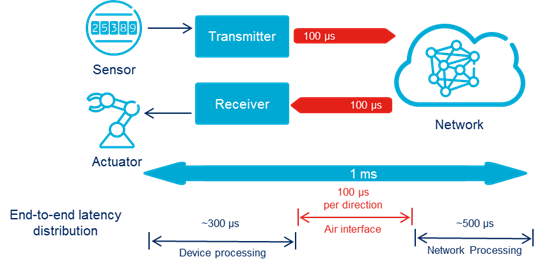 25389
Sensor
Transmitter
100 µs
Receiver
100 µs
Network
Actuator
1 ms
End-to-end latency
distribution
~300 µs
Device processing
100 µs
per direction
Air interface
~500 µs
Network Processing